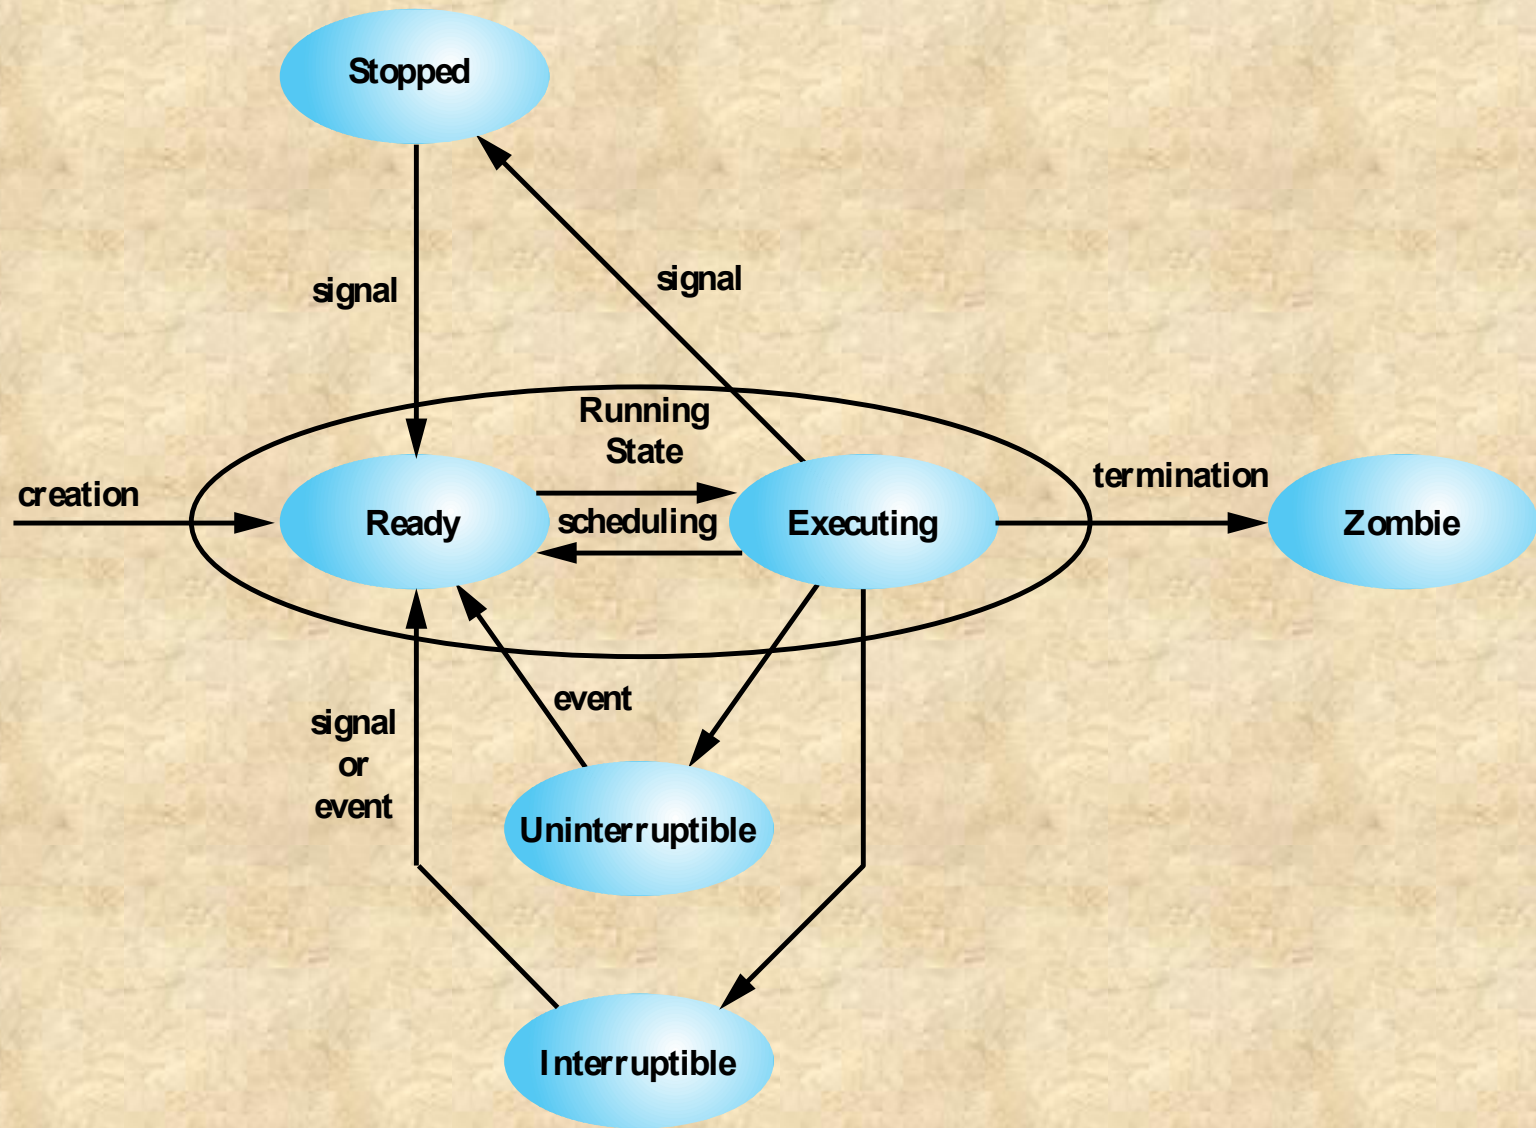 Stopped
signal
signal
Running
State
creation
termination
Ready
scheduling
Executing
Zombie
event
signal
or
event
Uninterruptible
Interruptible